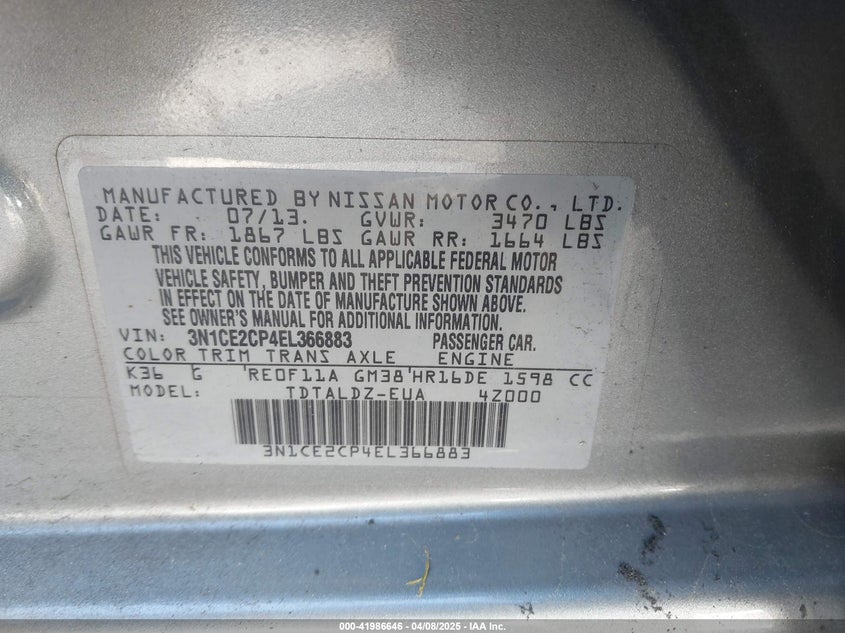 MANUFACTURED BY NISSAN MOTOR CO., LTD.
DATE: 07/13. GVWR: 3470 LBS
GAWR FR: 1867 LBS GAWR RR: 1664 LBS
THIS VEHICLE CONFORMS TO ALL APPLICABLE FEDERAL MOTOR
VEHICLE SAFETY, BUMPER AND THEFT PREVENTION STANDARDS
IN EFFECT ON THE DATE OF MANUFACTURE SHOWN ABOVE.
SEE OWNER'S MANUAL FOR ADDITIONAL INFORMATION.
VIN: 3N1CE2CP4EL366883 PASSENGER CAR.
COLOR TRIM TRANS AXLE ENGINE
K36 G 'RE0F11A GM38'HR16DE 1598 CC
MODEL: TDTALDZ-EUA 4Z000
3N1CE2CP4EL366883
000-41986646 - 04/08/2025 - IAA Inc.